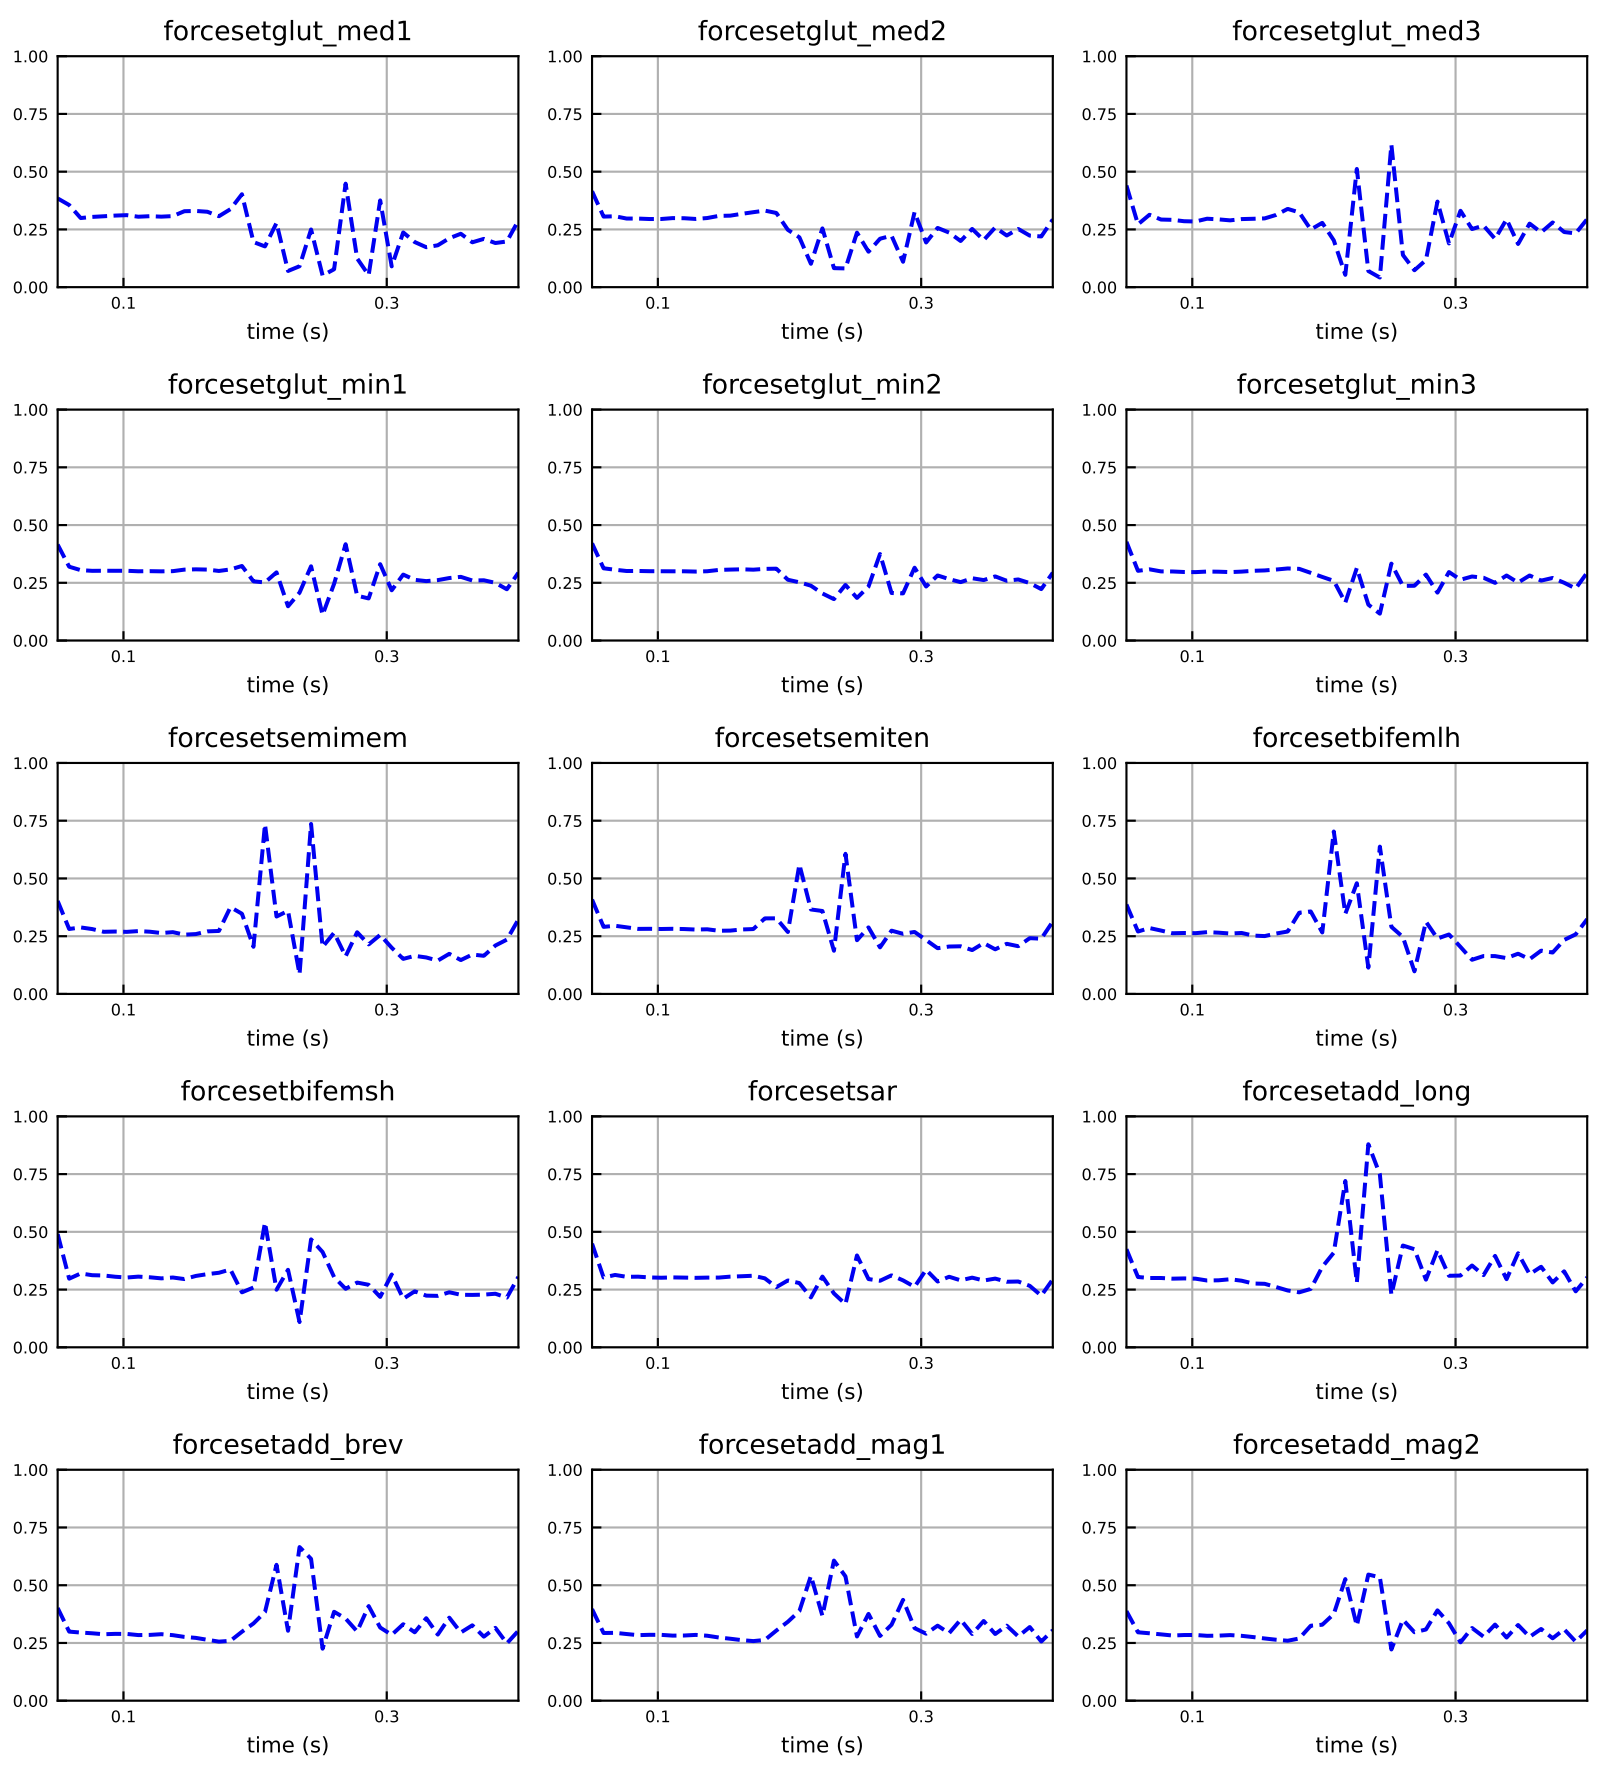 forcesetglut_med1 forcesetglut_med2 forcesetglut_med3
1.00 1.00 1.00
0.75 0.75 0.75
0.50 0.50 0.50
0.25 0.25 0.25
0.00 0.00 0.00
0.1 0.3 0.1 0.3 0.1 0.3
time (s) time (s) time (s)
forcesetglut_min1 forcesetglut_min2 forcesetglut_min3
1.00 1.00 1.00
0.75 0.75 0.75
0.50 0.50 0.50
0.25 0.25 0.25
0.00 0.00 0.00
0.1 0.3 0.1 0.3 0.1 0.3
time (s) time (s) time (s)
forcesetsemimem forcesetsemiten forcesetbifemlh
1.00 1.00 1.00
0.75 0.75 0.75
0.50 0.50 0.50
0.25 0.25 0.25
0.00 0.00 0.00
0.1 0.3 0.1 0.3 0.1 0.3
time (s) time (s) time (s)
forcesetbifemsh forcesetsar forcesetadd_long
1.00 1.00 1.00
0.75 0.75 0.75
0.50 0.50 0.50
0.25 0.25 0.25
0.00 0.00 0.00
0.1 0.3 0.1 0.3 0.1 0.3
time (s) time (s) time (s)
forcesetadd_brev forcesetadd_mag1 forcesetadd_mag2
1.00 1.00 1.00
0.75 0.75 0.75
0.50 0.50 0.50
0.25 0.25 0.25
0.00 0.00 0.00
0.1 0.3 0.1 0.3 0.1 0.3
time (s) time (s) time (s)